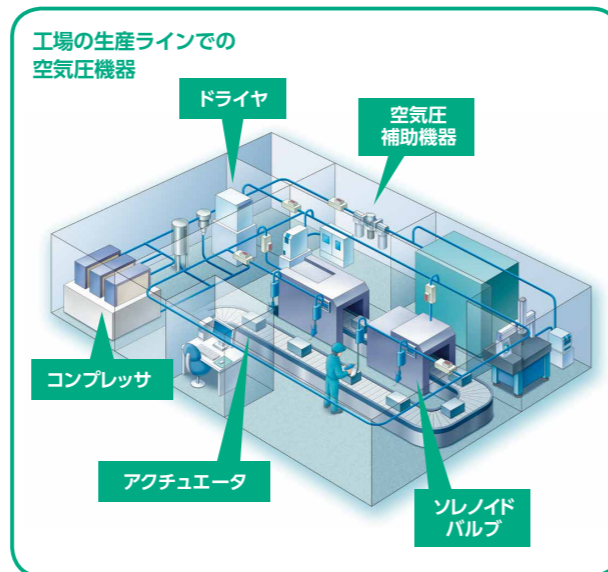 工場の生産ラインでの
空気圧機器
ドライヤ
空気圧
補助機器
コンプレッサ
アクチュエータ
ソレノイド
バルブ